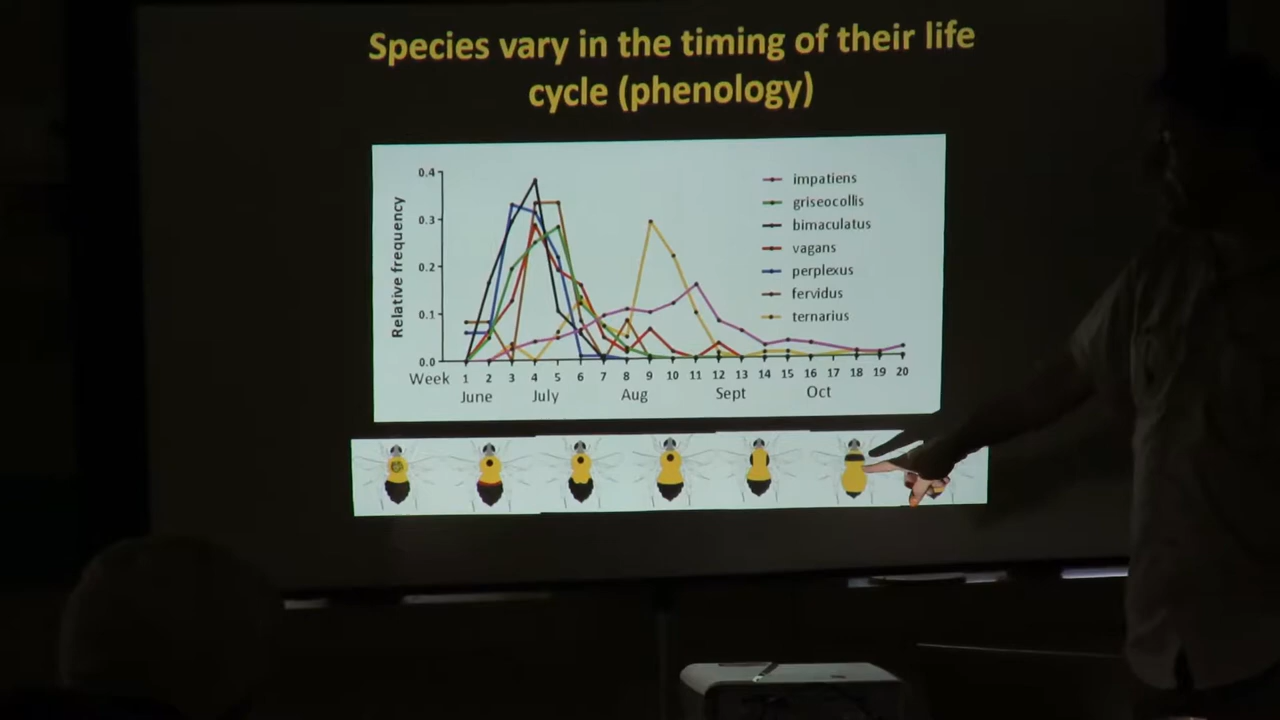 Species vary in the timing of their life
cycle (phenology)
Relative frequency
0.4
0.3
0.2
0.1
0.0
impatiens
griseocollis
bimaculatus
vagans
perplexus
fervidus
ternarius
Week 1 2 3 4 5 6 7 8 9 10 11 12 13 14 15 16 17 18 19 20
June July Aug Sept Oct